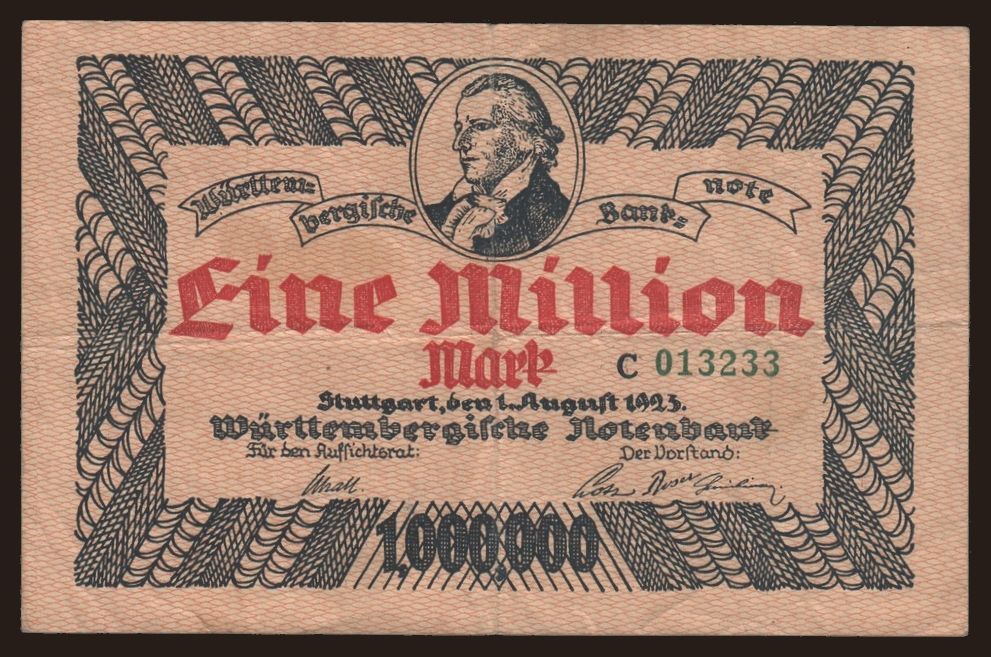 Württem=
bergische
Bank=
note
Eine Million
Mark
C 013233
Stuttgart, den 1. August 1923.
Württembergische Notenbank
Für den Aufsichtsrat:
Der Vorstand:
1,000,000